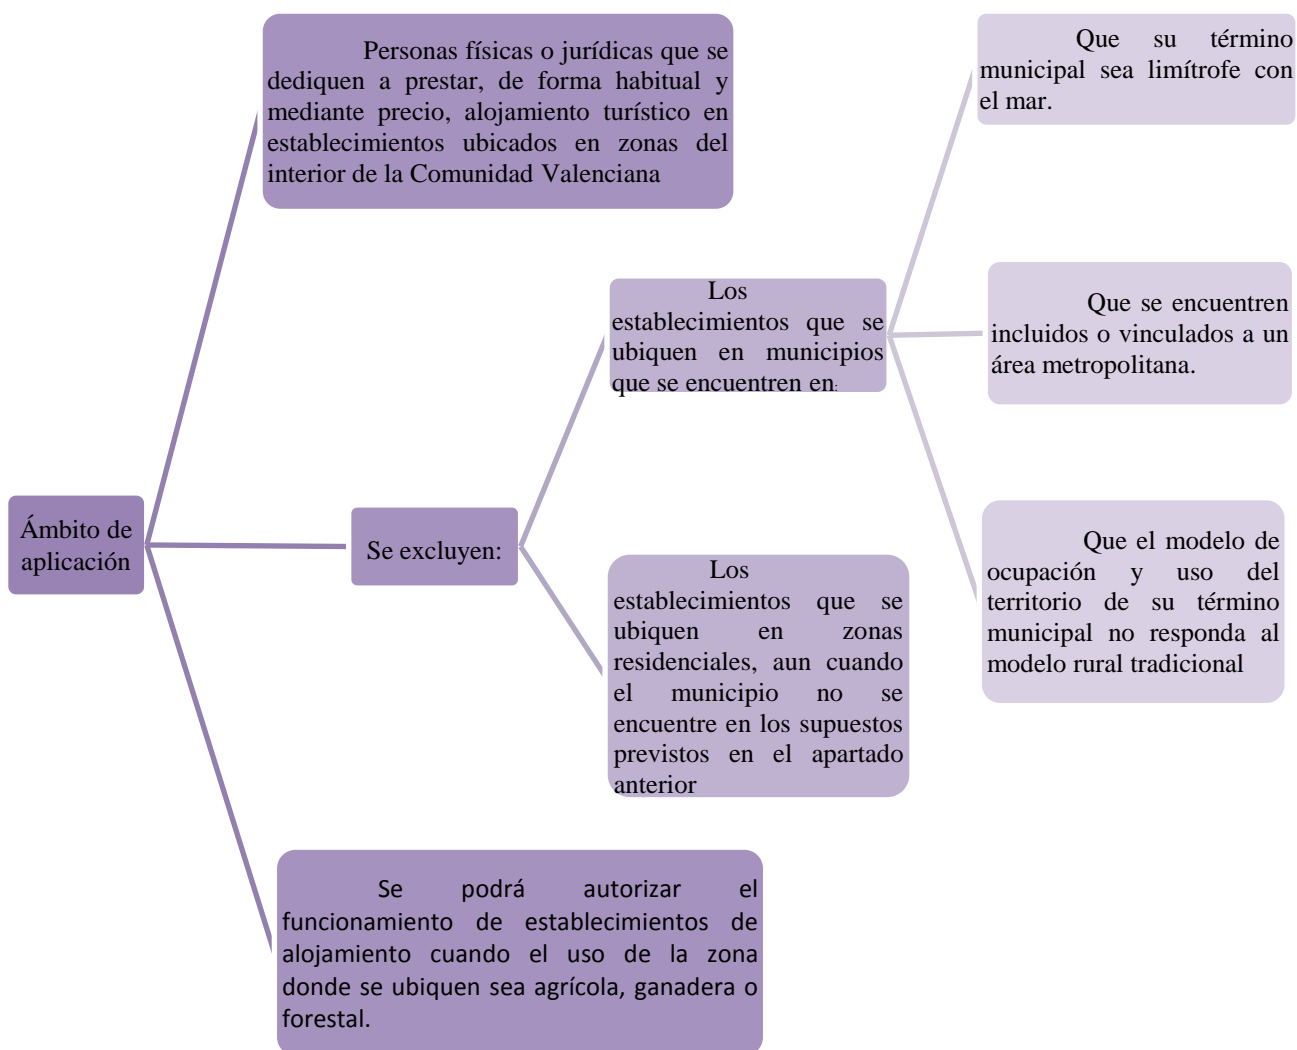 Ámbito de
aplicación
Personas físicas o jurídicas que se
dediquen a prestar, de forma habitual y
mediante precio, alojamiento turístico en
establecimientos ubicados en zonas del
interior de la Comunidad Valenciana
Se excluyen:
Los
establecimientos que se
ubiquen en municipios
que se encuentren en:
Que su término
municipal sea limítrofe con
el mar.
Que se encuentren
incluidos o vinculados a un
área metropolitana.
Que el modelo de
ocupación y uso del
territorio de su término
municipal no responda al
modelo rural tradicional
Los
establecimientos que se
ubiquen en zonas
residenciales, aun cuando
el municipio no se
encuentre en los supuestos
previstos en el apartado
anterior
Se podrá autorizar el
funcionamiento de establecimientos de
alojamiento cuando el uso de la zona
donde se ubiquen sea agrícola, ganadera o
forestal.